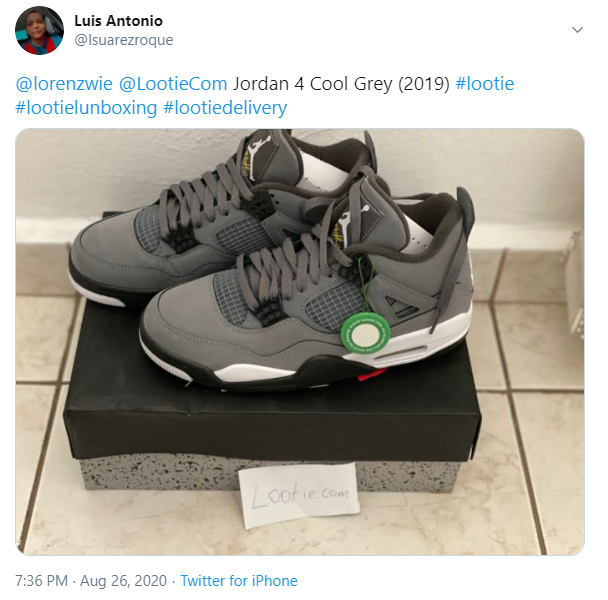 Luis Antonio
@lsuarezroque
@lorenzwie @LootieCom Jordan 4 Cool Grey (2019) #lootie
#lootielunboxing #lootiedelivery
Lootie.com
7:36 PM · Aug 26, 2020 · Twitter for iPhone